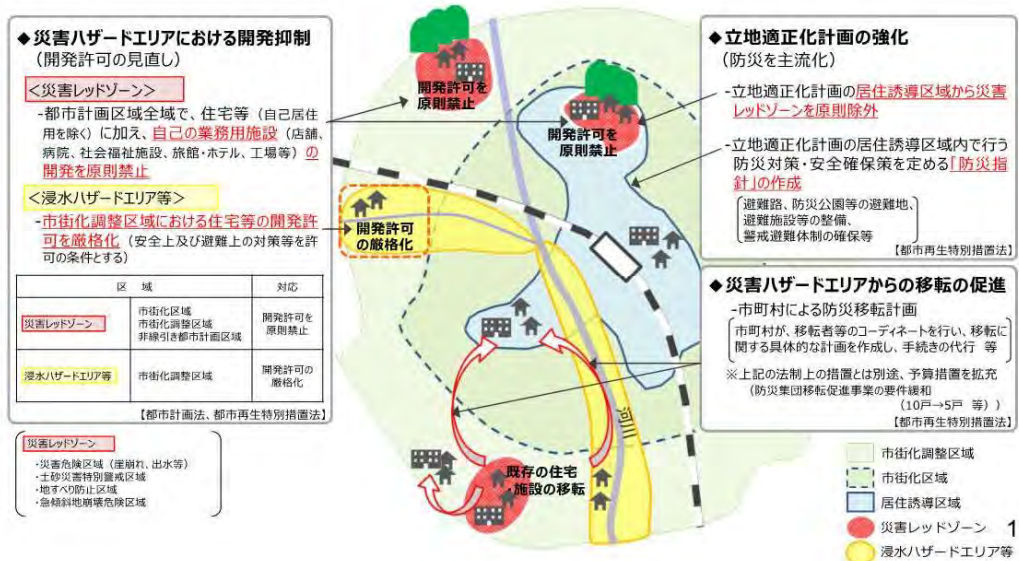 ◆災害ハザードエリアにおける開発抑制
（開発許可の見直し）
＜災害レッドゾーン＞
-都市計画区域全域で、住宅等（自己居住
用を除く）に加え、自己の業務用施設（店舗、
病院、社会福祉施設、旅館・ホテル、工場等）の
開発を原則禁止
＜浸水ハザードエリア等＞
-市街化調整区域における住宅等の開発許
可を厳格化（安全上及び避難上の対策等を許
可の条件とする）
区　域　対応
災害レッドゾーン
市街化区域
市街化調整区域
非線引き都市計画区域
開発許可を
原則禁止
浸水ハザードエリア等
市街化調整区域
開発許可の
厳格化
【都市計画法、都市再生特別措置法】
災害レッドゾーン
・災害危険区域（崖崩れ、出水等）
・土砂災害特別警戒区域
・地すべり防止区域
・急傾斜地崩壊危険区域
開発許可を
原則禁止
開発許可を
原則禁止
開発許可
の厳格化
河川
既存の住宅
・施設の移転
◆立地適正化計画の強化
（防災を主流化）
-立地適正化計画の居住誘導区域から災害
レッドゾーンを原則除外
-立地適正化計画の居住誘導区域内で行う
防災対策・安全確保策を定める「防災指
針」の作成
避難路、防災公園等の避難地、
避難施設等の整備、
警戒避難体制の確保等
【都市再生特別措置法】
◆災害ハザードエリアからの移転の促進
-市町村による防災移転計画
市町村が、移転者等のコーディネートを行い、移転に
関する具体的な計画を作成し、手続きの代行 等
※上記の法制上の措置とは別途、予算措置を拡充
（防災集団移転促進事業の要件緩和
（10戸→5戸 等））
【都市再生特別措置法】
市街化調整区域
市街化区域
居住誘導区域
災害レッドゾーン
浸水ハザードエリア等
1